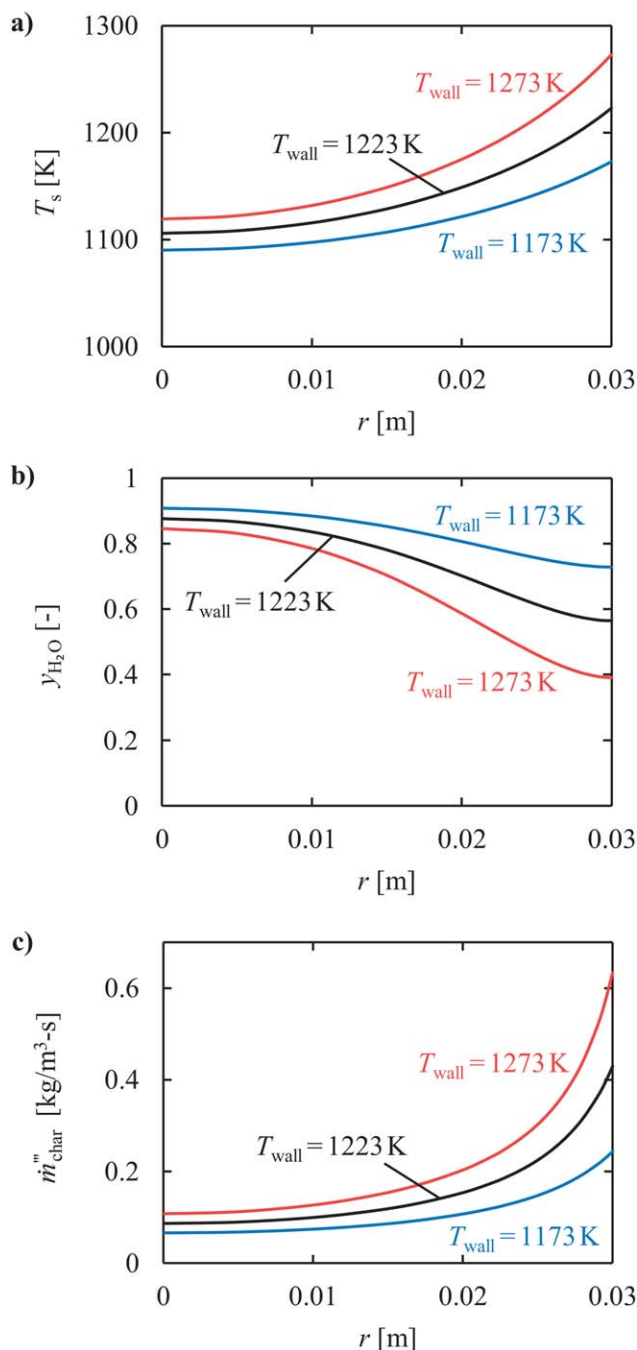 a)
1300
1200
1100
1000
T_s [K]
T_wall = 1273 K
T_wall = 1223 K
T_wall = 1173 K
0
0.01
0.02
0.03
r [m]
b)
1
0.8
0.6
0.4
0.2
0
y_H₂O [-]
T_wall = 1173 K
T_wall = 1223 K
T_wall = 1273 K
0
0.01
0.02
0.03
r [m]
c)
0.6
0.4
0.2
0
ṁ‴_char [kg/m³-s]
T_wall = 1273 K
T_wall = 1223 K
T_wall = 1173 K
0
0.01
0.02
0.03
r [m]